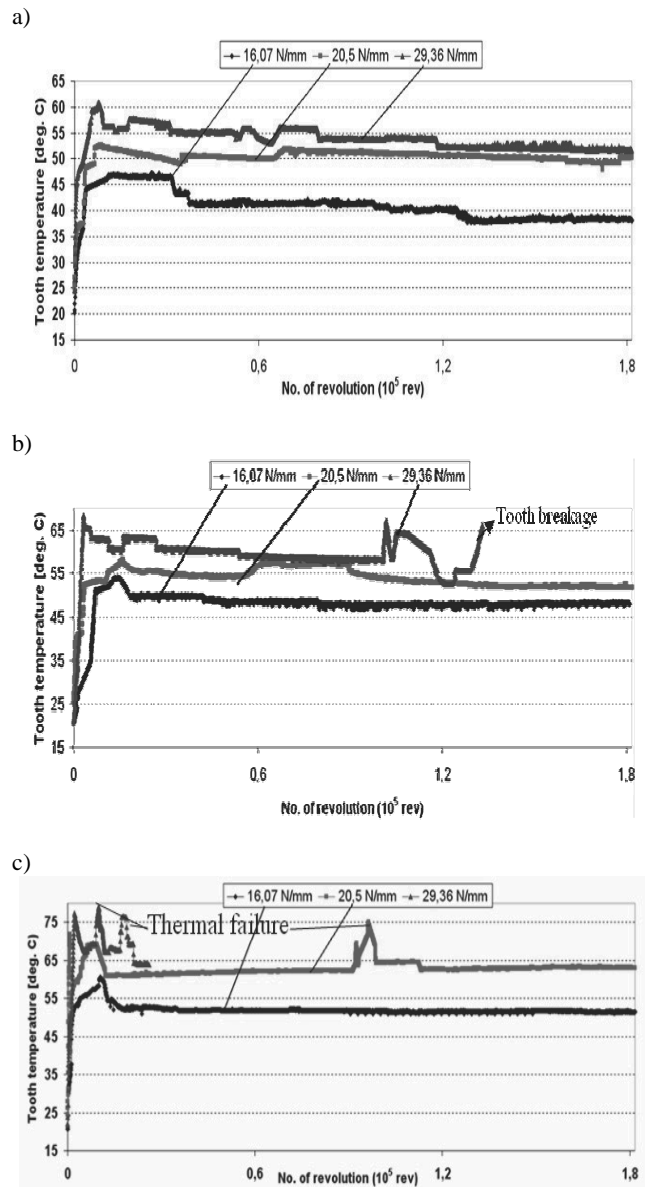 a)
16,07 N/mm 20,5 N/mm 29,36 N/mm
Tooth temperature [deg. C]
65
60
55
50
45
40
35
30
25
20
15
0 0,6 1,2 1,8
No. of revolution (10⁵ rev)
b)
16,07 N/mm 20,5 N/mm 29,36 N/mm
Tooth breakage
Tooth temperature [deg. C]
65
55
45
35
25
15
0 0,6 1,2 1,8
No. of revolution (10⁵ rev)
c)
16,07 N/mm 20,5 N/mm 29,36 N/mm
Thermal failure
Tooth temperature [deg. C]
75
65
55
45
35
25
15
0 0,6 1,2 1,8
No. of revolution (10⁵ rev)